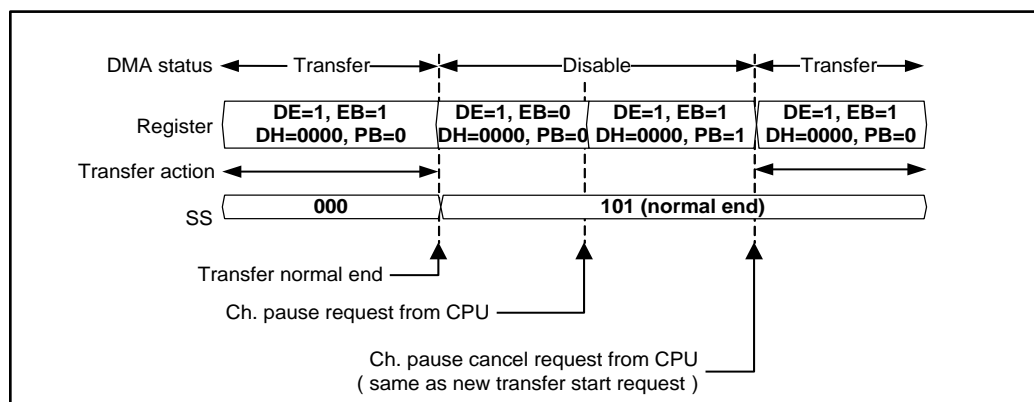 DMA status Transfer Disable Transfer
Register
DE=1, EB=1
DH=0000, PB=0
DE=1, EB=0
DH=0000, PB=0
DE=1, EB=1
DH=0000, PB=1
DE=1, EB=1
DH=0000, PB=0
Transfer action
SS 000 101 (normal end)
Transfer normal end
Ch. pause request from CPU
Ch. pause cancel request from CPU
( same as new transfer start request )